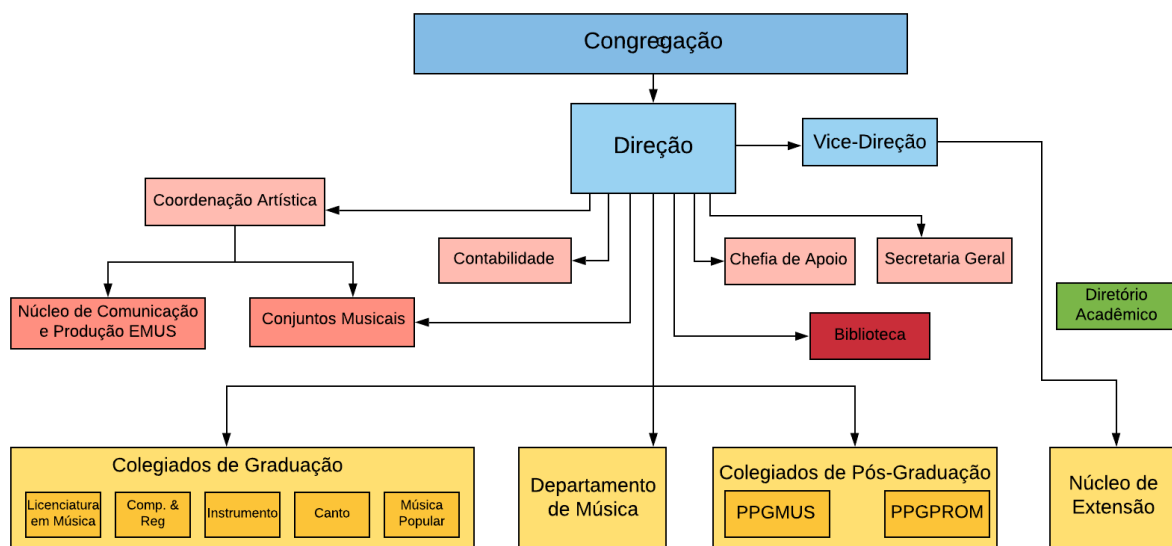 Congregação
Direção
Vice-Direção
Coordenação Artística
Contabilidade
Chefia de Apoio
Secretaria Geral
Núcleo de Comunicação
e Produção EMUS
Conjuntos Musicais
Biblioteca
Diretório
Acadêmico
Colegiados de Graduação
Licenciatura
em Música
Comp. &
Reg
Instrumento
Canto
Música
Popular
Departamento
de Música
Colegiados de Pós-Graduação
PPGMUS
PPGPROM
Núcleo de
Extensão